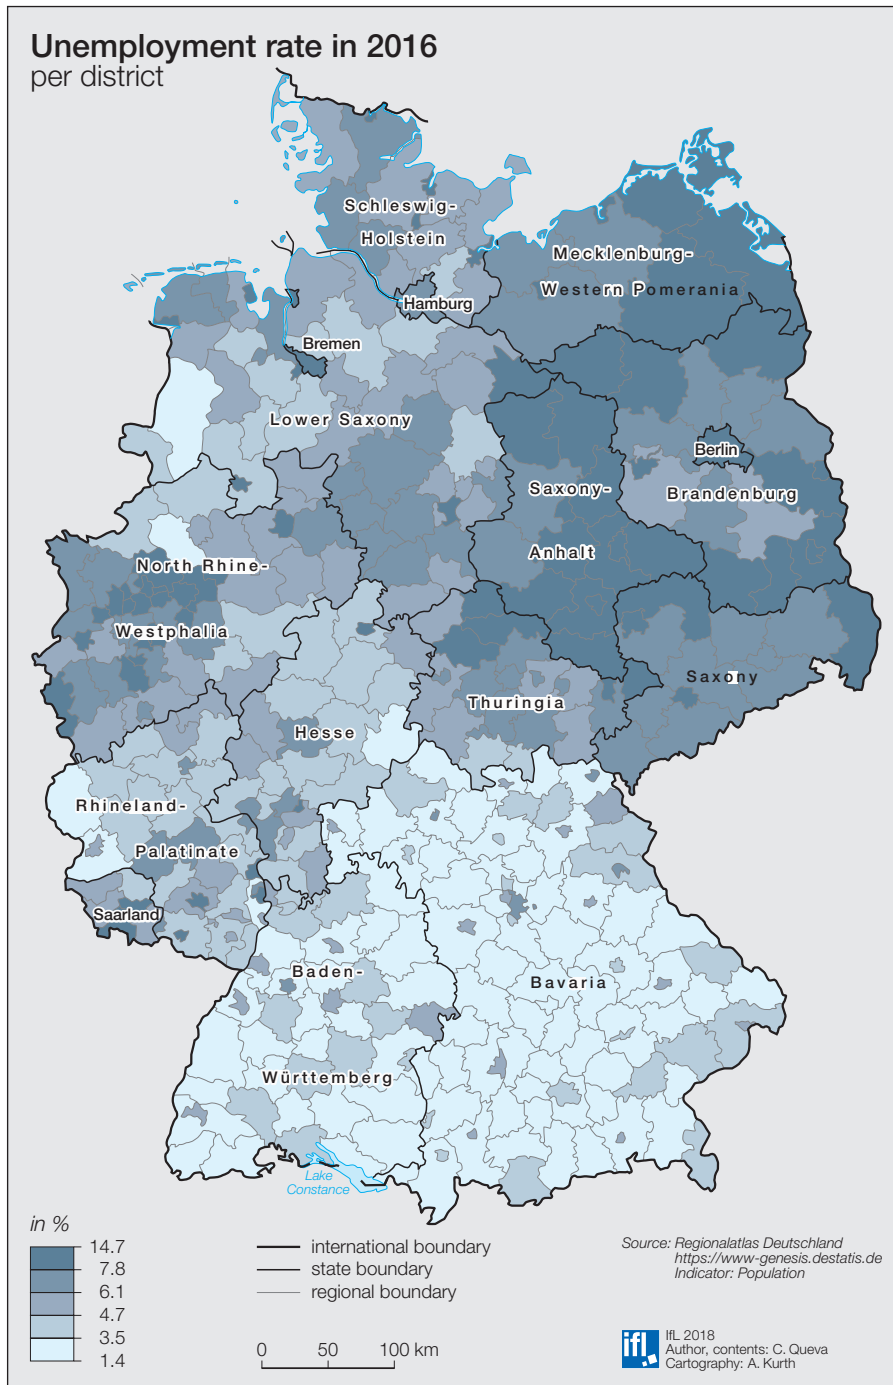 Unemployment rate in 2016
per district
Schleswig-
Holstein
Mecklenburg-
Western Pomerania
Hamburg
Bremen
Lower Saxony
Berlin
Brandenburg
Saxony-
Anhalt
North Rhine-
Westphalia
Saxony
Thuringia
Hesse
Rhineland-
Palatinate
Saarland
Baden-
Württemberg
Bavaria
Lake
Constance
in %
14.7
7.8
6.1
4.7
3.5
1.4
international boundary
state boundary
regional boundary
0 50 100 km
Source: Regionalatlas Deutschland
https://www-genesis.destatis.de
Indicator: Population
ifl
IfL 2018
Author, contents: C. Queva
Cartography: A. Kurth